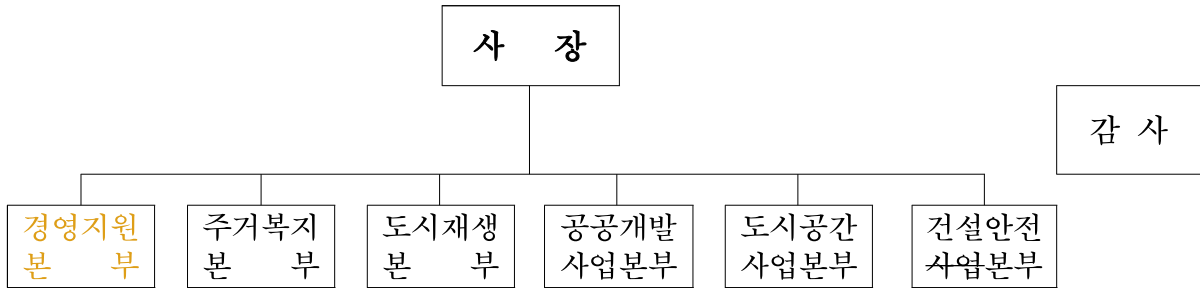 사 장
감 사
경영지원
본 부
주거복지
본 부
도시재생
본 부
공공개발
사업본부
도시공간
사업본부
건설안전
사업본부